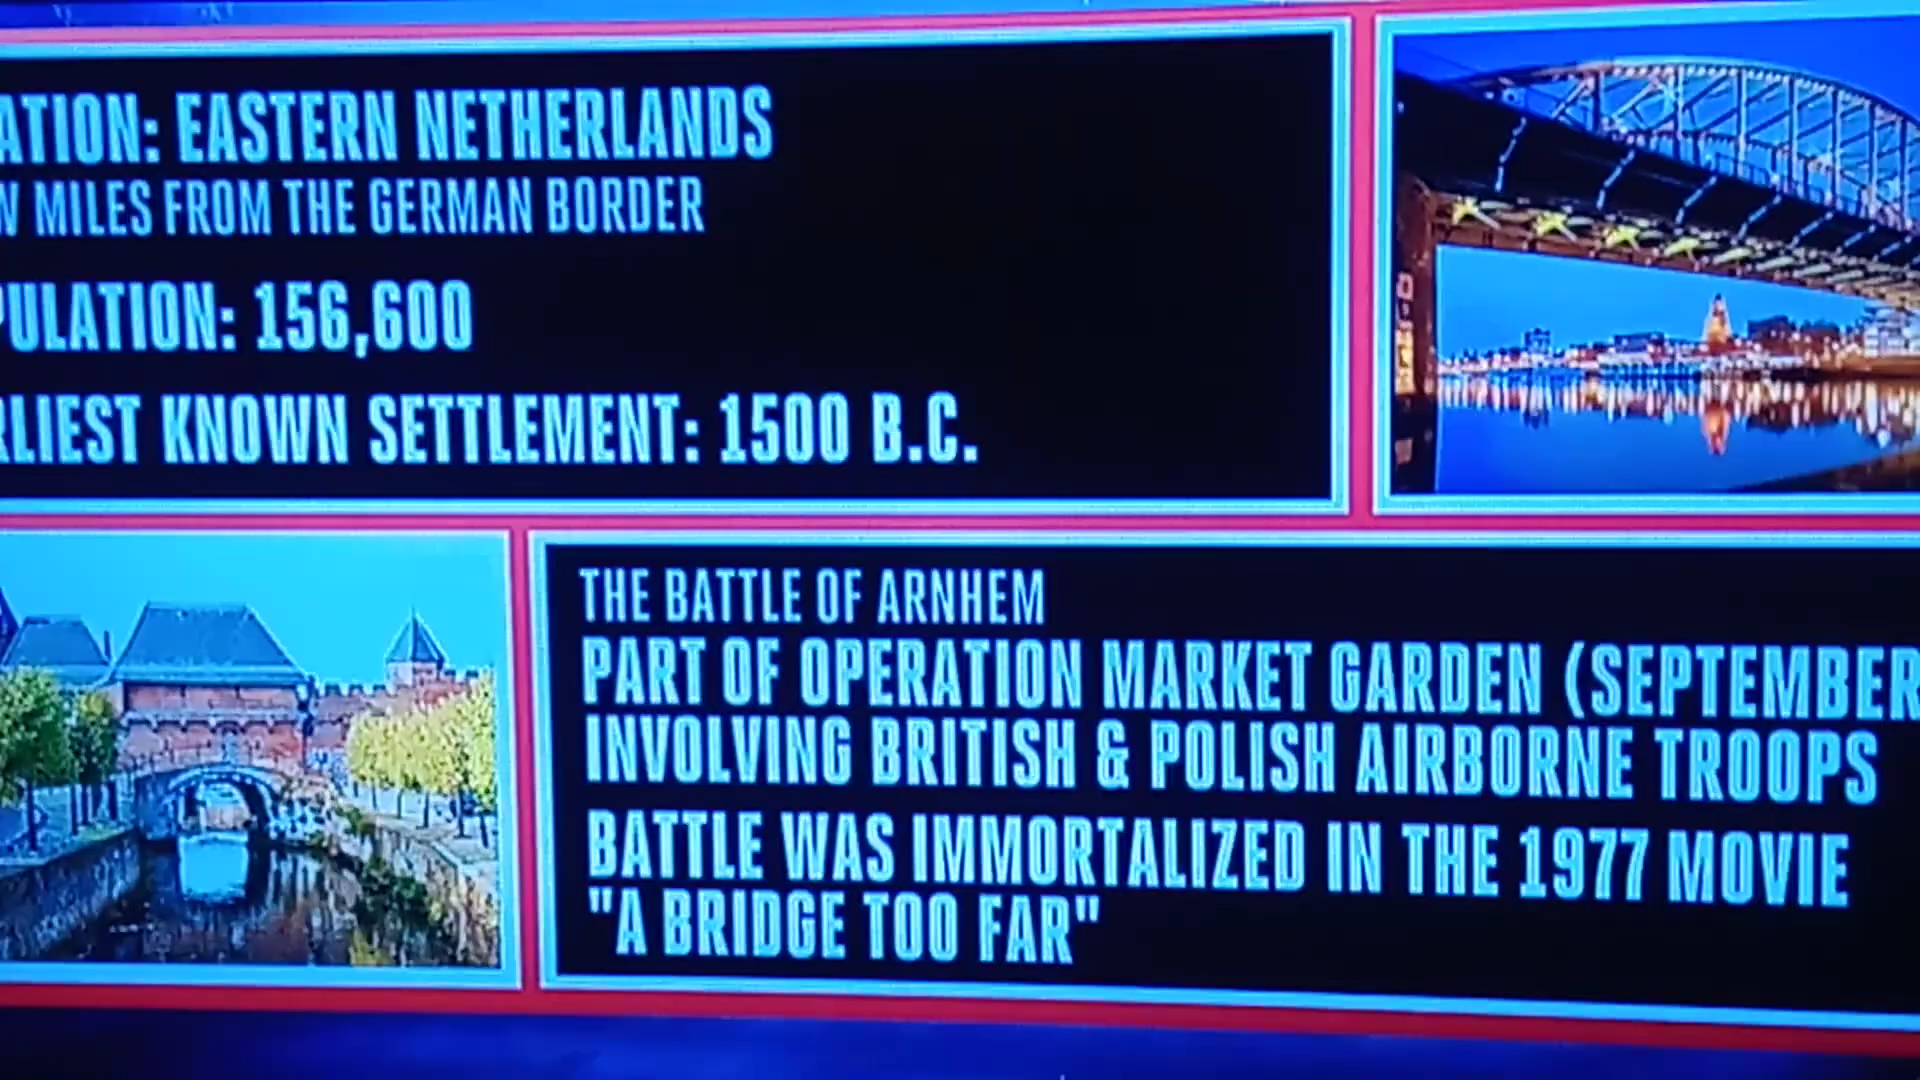 ATION: EASTERN NETHERLANDS
W MILES FROM THE GERMAN BORDER
PULATION: 156,600
RLIEST KNOWN SETTLEMENT: 1500 B.C.
THE BATTLE OF ARNHEM
PART OF OPERATION MARKET GARDEN (SEPTEMBER
INVOLVING BRITISH & POLISH AIRBORNE TROOPS
BATTLE WAS IMMORTALIZED IN THE 1977 MOVIE
"A BRIDGE TOO FAR"